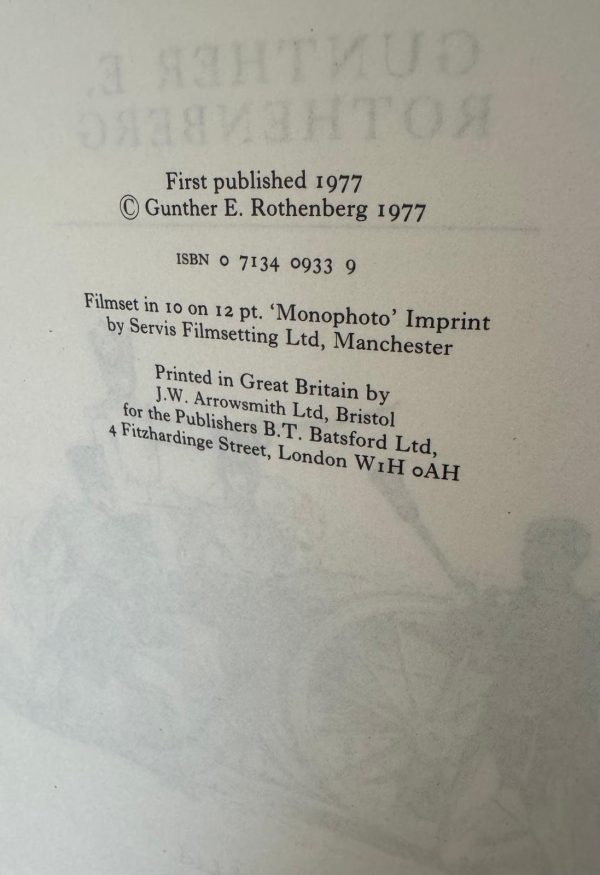 GUNTHER E.
ROTHENBERG
First published 1977
© Gunther E. Rothenberg 1977
ISBN 0 7134 0933 9
Filmset in 10 on 12 pt. ‘Monophoto’ Imprint
by Servis Filmsetting Ltd, Manchester
Printed in Great Britain by
J.W. Arrowsmith Ltd, Bristol
for the Publishers B.T. Batsford Ltd,
4 Fitzhardinge Street, London W1H 0AH